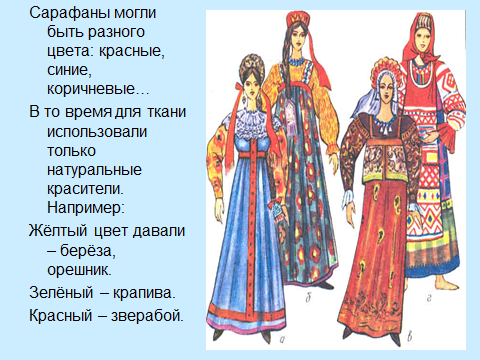 Сарафаны могли
быть разного
цвета: красные,
синие,
коричневые…
В то время для ткани
использовали
только
натуральные
красители.
Например:
Жёлтый цвет давали
– берёза,
орешник.
Зелёный – крапива.
Красный – зверабой.
а
б
в
г